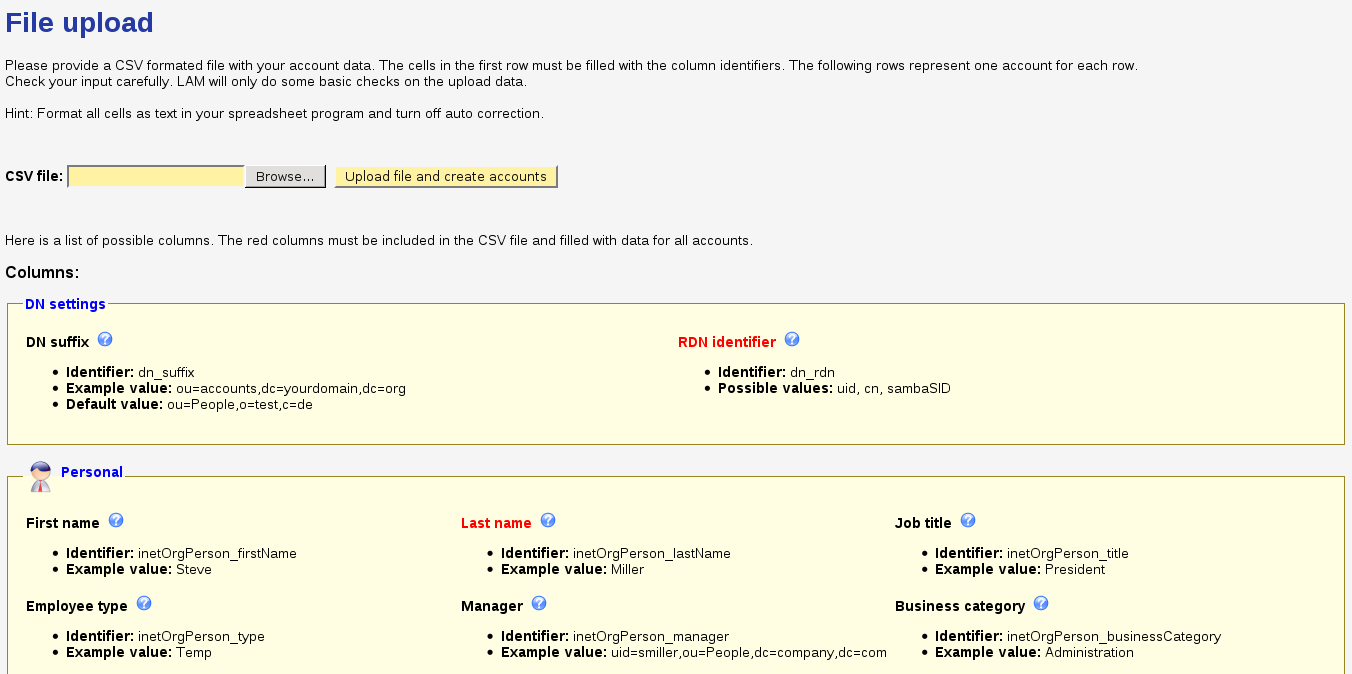 File upload
Please provide a CSV formated file with your account data. The cells in the first row must be filled with the column identifiers. The following rows represent one account for each row.
Check your input carefully. LAM will only do some basic checks on the upload data.
Hint: Format all cells as text in your spreadsheet program and turn off auto correction.
CSV file: Browse... Upload file and create accounts
Here is a list of possible columns. The red columns must be included in the CSV file and filled with data for all accounts.
Columns:
DN settings
DN suffix ?
• Identifier: dn_suffix
• Example value: ou=accounts,dc=yourdomain,dc=org
• Default value: ou=People,o=test,c=de
RDN identifier ?
• Identifier: dn_rdn
• Possible values: uid, cn, sambaSID
Personal
First name ?
• Identifier: inetOrgPerson_firstName
• Example value: Steve
Last name ?
• Identifier: inetOrgPerson_lastName
• Example value: Miller
Job title ?
• Identifier: inetOrgPerson_title
• Example value: President
Employee type ?
• Identifier: inetOrgPerson_type
• Example value: Temp
Manager ?
• Identifier: inetOrgPerson_manager
• Example value: uid=smiller,ou=People,dc=company,dc=com
Business category ?
• Identifier: inetOrgPerson_businessCategory
• Example value: Administration